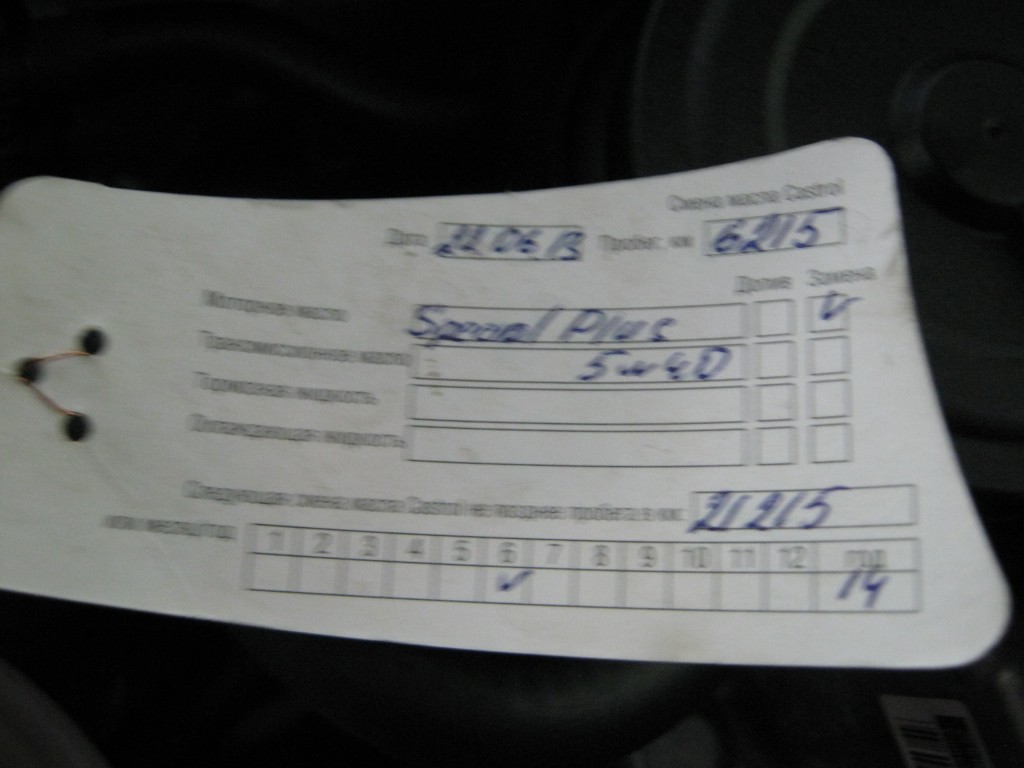 Смена масла Castrol
Дата 22 06 13 Пробег, км 6215
Долив Замена
Моторное масло Special Plus V
Трансмиссионное масло 5w40
Тормозная жидкость
Охлаждающая жидкость
Следующая смена масла Castrol не позднее пробега в км: 21215
или месяц/год 1 2 3 4 5 6 7 8 9 10 11 12 год
14